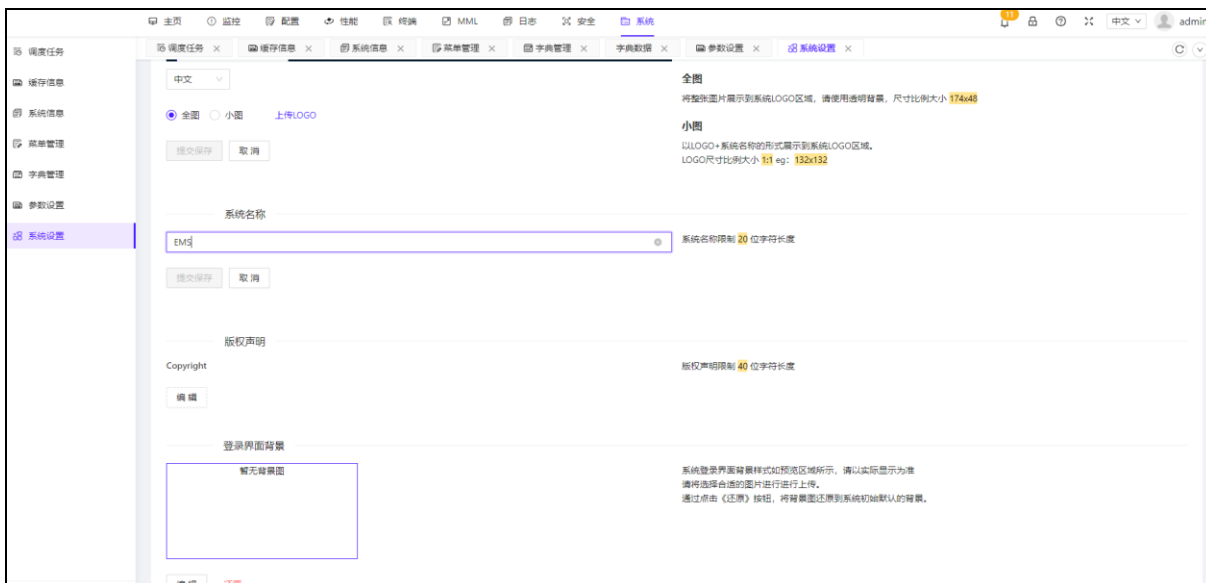 主页 监控 配置 性能 终端 MML 日志 安全 系统 11 中文 admin
调度任务 缓存信息 系统信息 菜单管理 字典管理 字典数据 参数设置 系统设置
调度任务
缓存信息
系统信息
菜单管理
字典管理
参数设置
系统设置
中文
全图 小图 上传LOGO
提交保存 取消
全图
将整张图片展示到系统LOGO区域，请使用透明背景，尺寸比例大小 174x48
小图
以LOGO+系统名称的形式展示到系统LOGO区域。
LOGO尺寸比例大小 1:1 eg：132x132
系统名称
EMS
系统名称限制 20 位字符长度
提交保存 取消
版权声明
Copyright
版权声明限制 40 位字符长度
编辑
登录界面背景
暂无背景图
系统登录界面背景样式如预览区域所示，请以实际显示为准
请将选择合适的图片进行进行上传。
通过点击《还原》按钮，将背景图还原到系统初始默认的背景。
编辑 还原